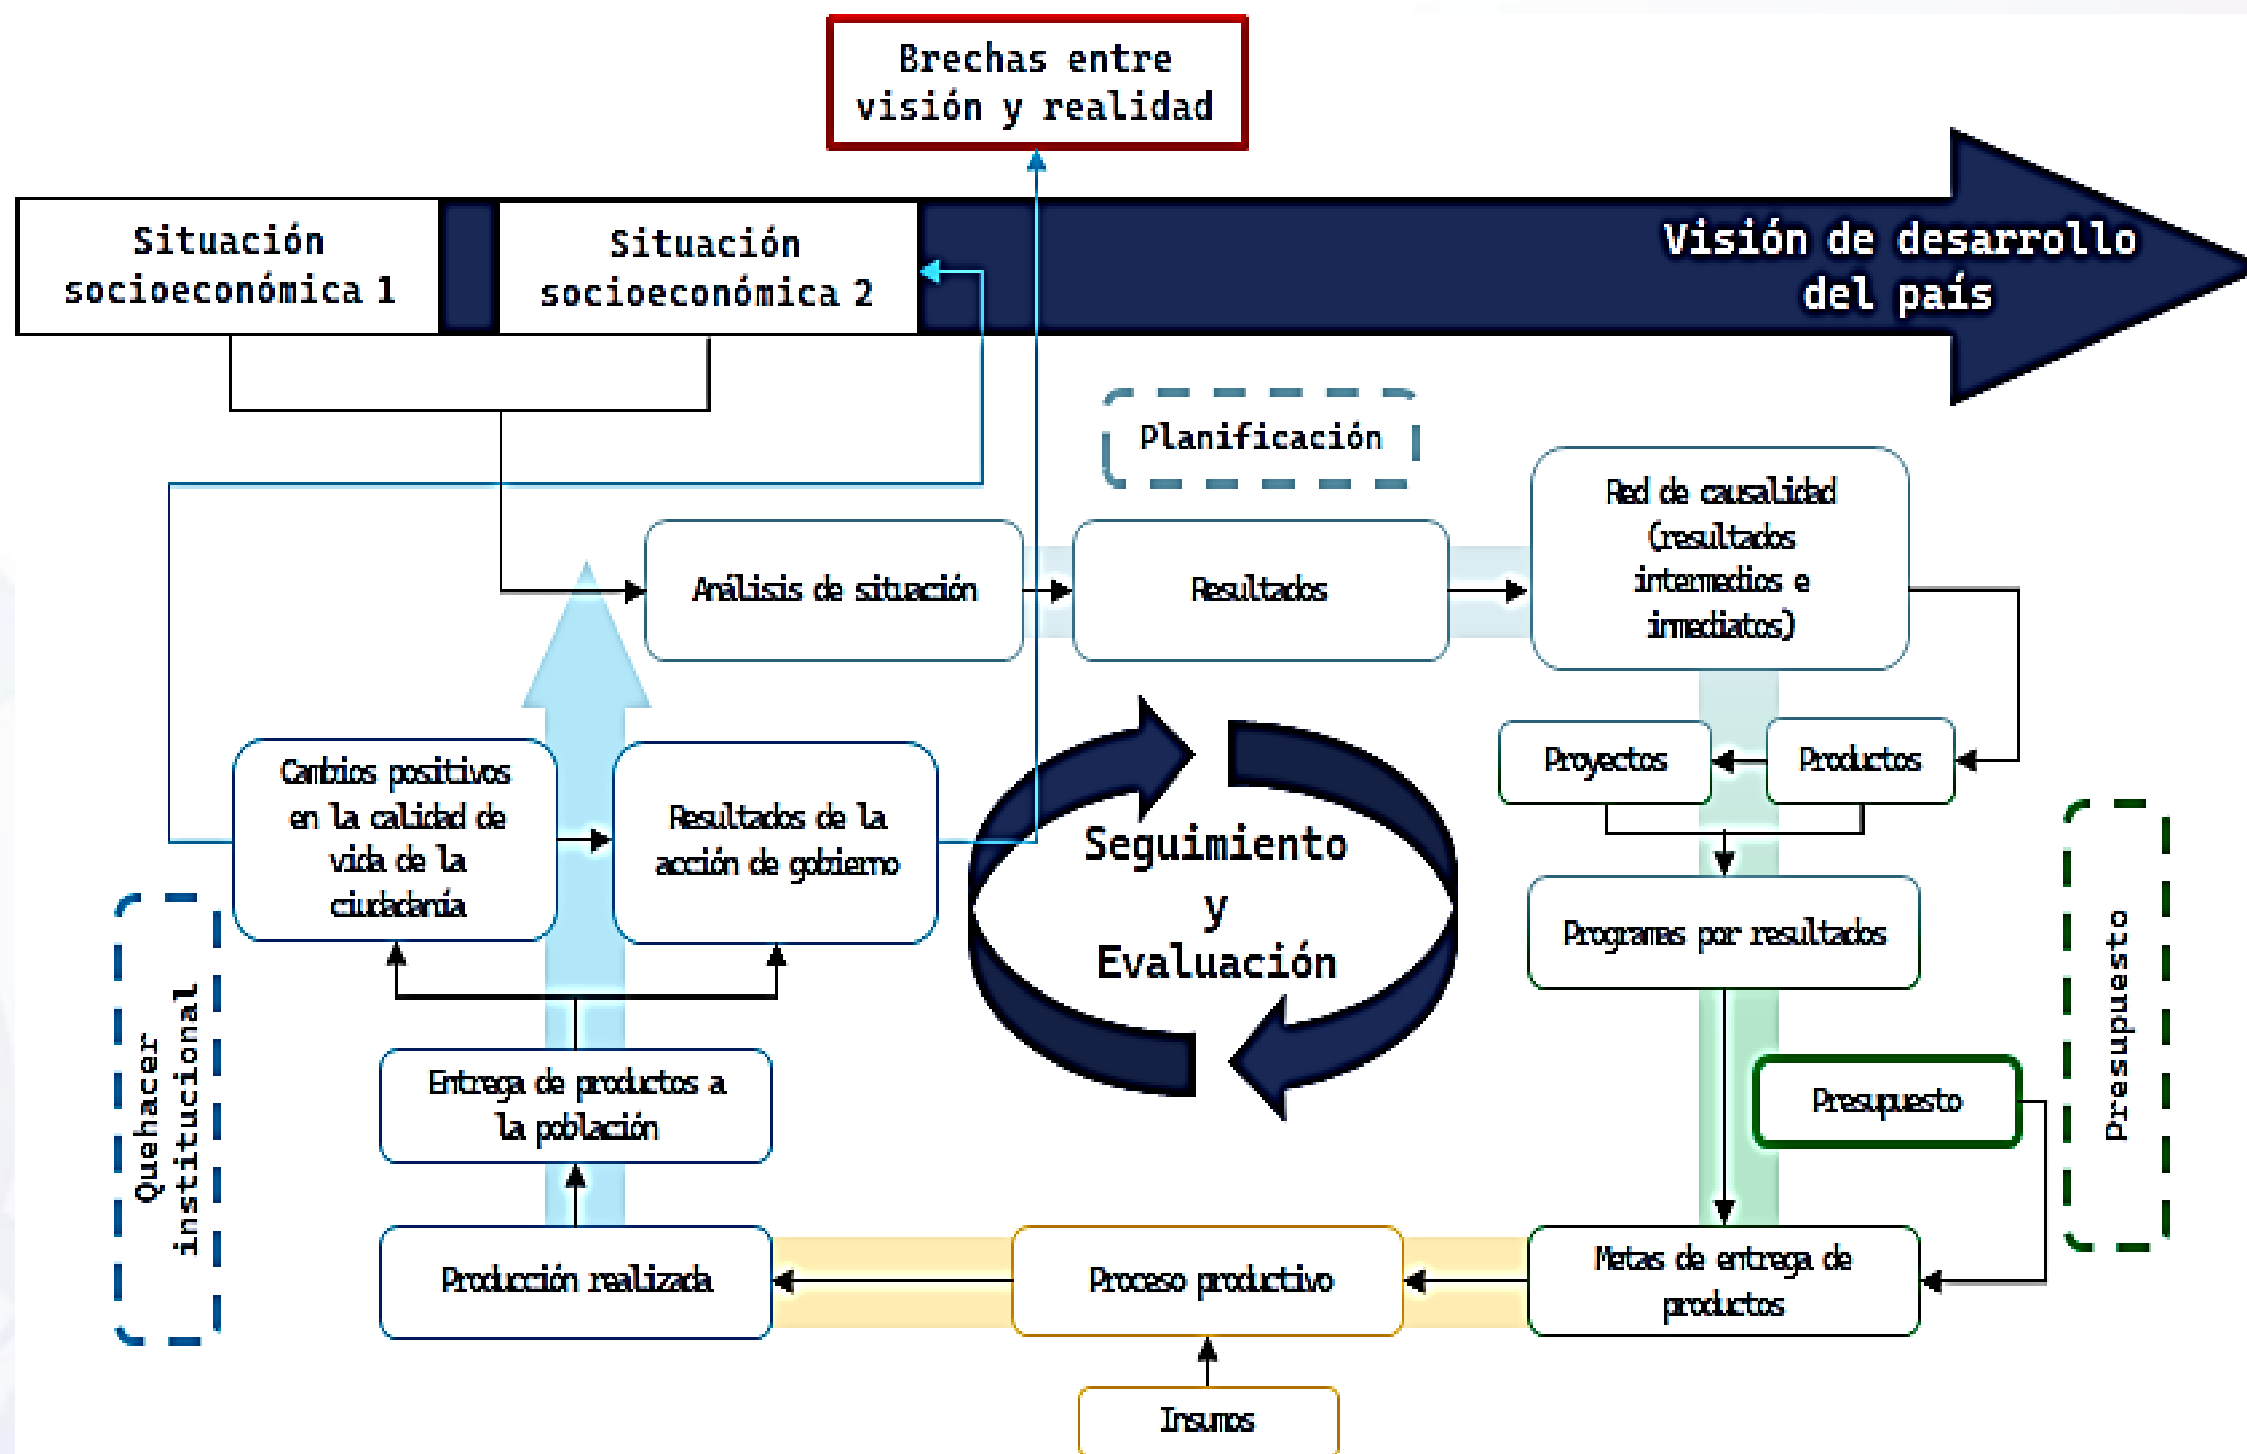 Brechas entre
visión y realidad
Situación
socioeconómica 1
Situación
socioeconómica 2
Visión de desarrollo
del país
Planificación
Análisis de situación
Resultados
Red de causalidad
(resultados
intermedios e
inmediatos)
Proyectos
Productos
Programas por resultados
Presupuesto
Presupuesto
Metas de entrega de
productos
Proceso productivo
Insumos
Producción realizada
Entrega de productos a
la población
Cambios positivos
en la calidad de
vida de la
ciudadanía
Resultados de la
acción de gobierno
Quehacer
institucional
Seguimiento
y
Evaluación